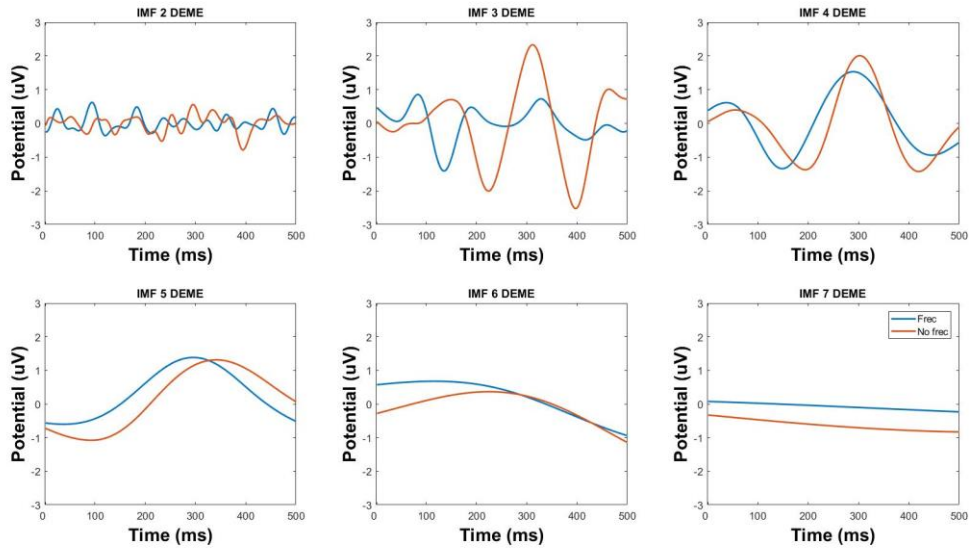 IMF 2 DEME
3
2
1
0
-1
-2
-3
Potential (uV)
0 100 200 300 400 500
Time (ms)
IMF 3 DEME
3
2
1
0
-1
-2
-3
Potential (uV)
0 100 200 300 400 500
Time (ms)
IMF 4 DEME
3
2
1
0
-1
-2
-3
Potential (uV)
0 100 200 300 400 500
Time (ms)
IMF 5 DEME
3
2
1
0
-1
-2
-3
Potential (uV)
0 100 200 300 400 500
Time (ms)
IMF 6 DEME
3
2
1
0
-1
-2
-3
Potential (uV)
0 100 200 300 400 500
Time (ms)
IMF 7 DEME
Frec
No frec
3
2
1
0
-1
-2
-3
Potential (uV)
0 100 200 300 400 500
Time (ms)